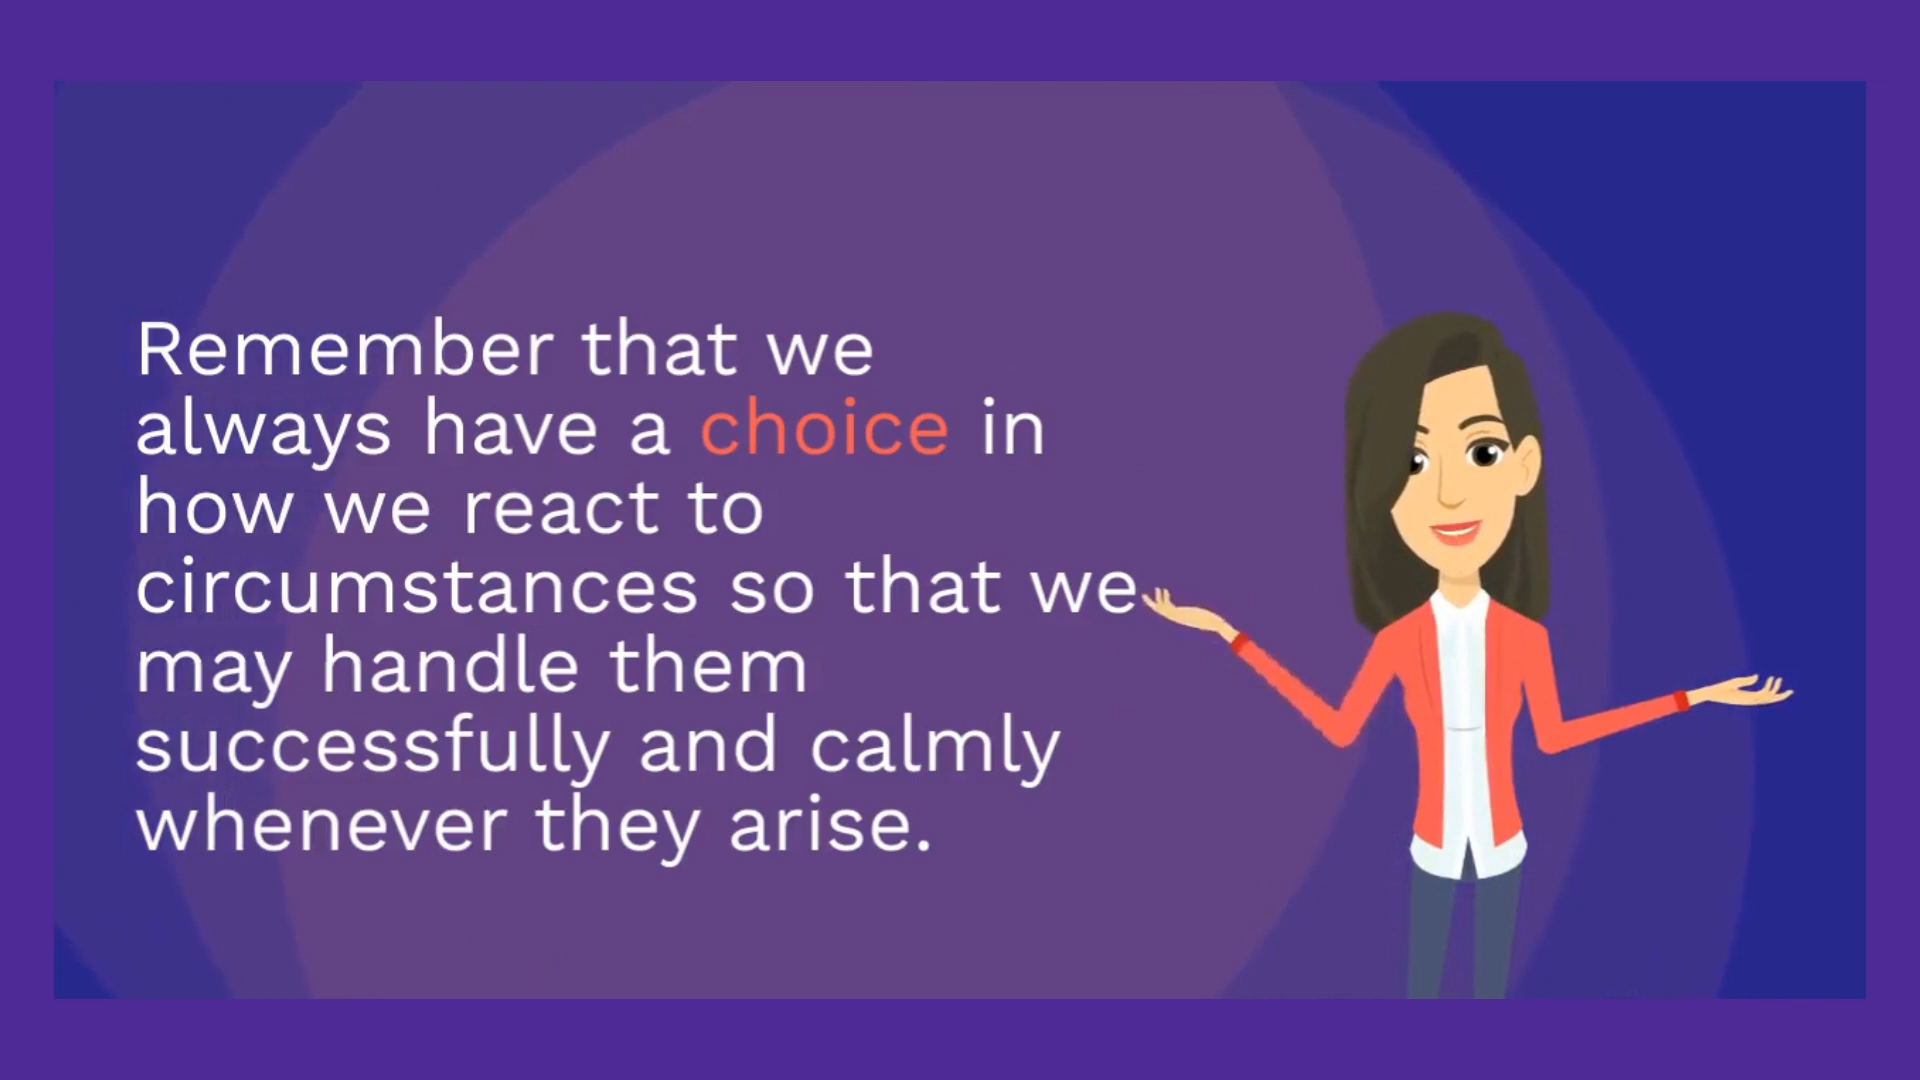 Remember that we
always have a choice in
how we react to
circumstances so that we
may handle them
successfully and calmly
whenever they arise.